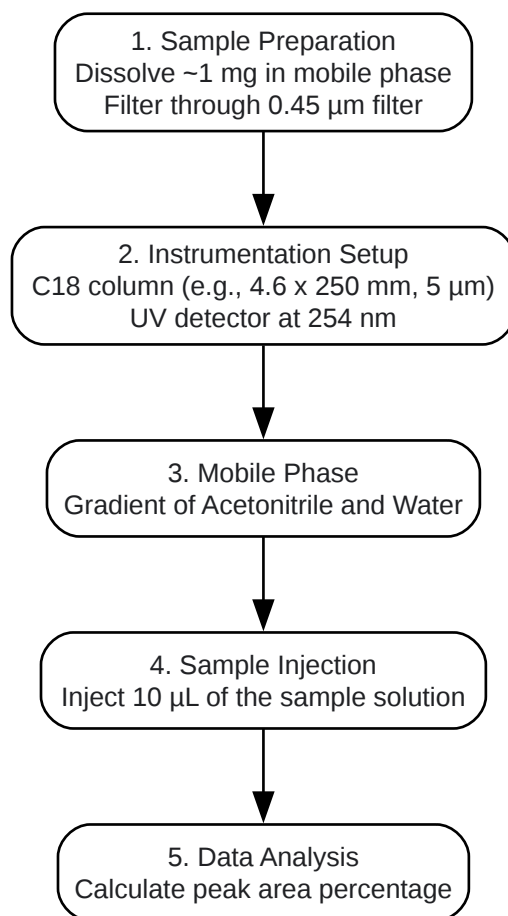 1. Sample Preparation
Dissolve ~1 mg in mobile phase
Filter through 0.45 µm filter
2. Instrumentation Setup
C18 column (e.g., 4.6 x 250 mm, 5 µm)
UV detector at 254 nm
3. Mobile Phase
Gradient of Acetonitrile and Water
4. Sample Injection
Inject 10 µL of the sample solution
5. Data Analysis
Calculate peak area percentage